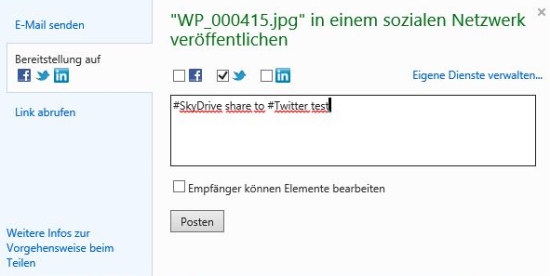 E-Mail senden
Bereitstellung auf
Link abrufen
Weitere Infos zur
Vorgehensweise beim
Teilen
"WP_000415.jpg" in einem sozialen Netzwerk
veröffentlichen
Eigene Dienste verwalten...
#SkyDrive share to #Twitter test
Empfänger können Elemente bearbeiten
Posten